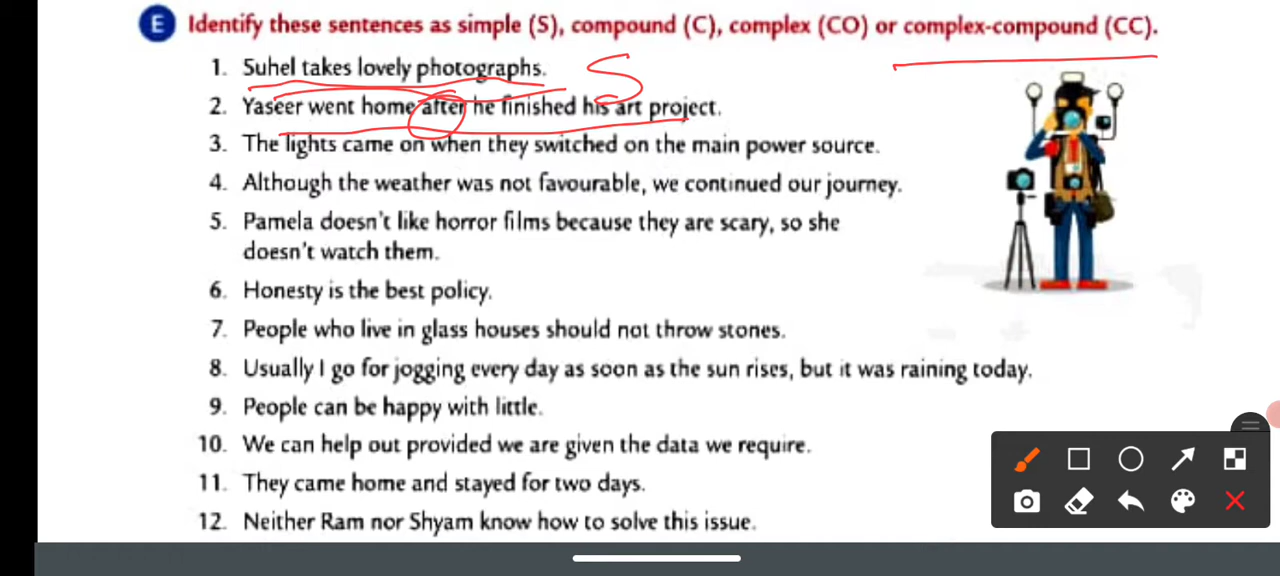 E Identify these sentences as simple (S), compound (C), complex (CO) or complex-compound (CC).
1. Suhel takes lovely photographs. S
2. Yaseer went home after he finished his art project.
3. The lights came on when they switched on the main power source.
4. Although the weather was not favourable, we continued our journey.
5. Pamela doesn't like horror films because they are scary, so she
doesn't watch them.
6. Honesty is the best policy.
7. People who live in glass houses should not throw stones.
8. Usually I go for jogging every day as soon as the sun rises, but it was raining today.
9. People can be happy with little.
10. We can help out provided we are given the data we require.
11. They came home and stayed for two days.
12. Neither Ram nor Shyam know how to solve this issue.